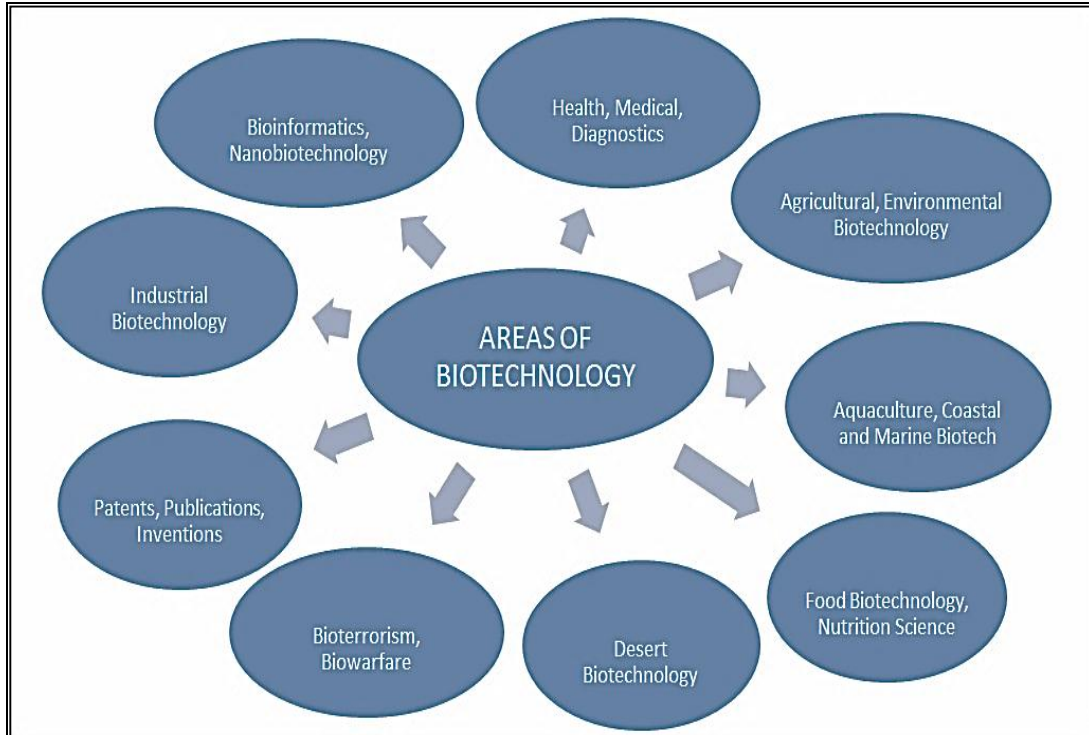 Health, Medical,
Diagnostics
Bioinformatics,
Nanobiotechnology
Agricultural, Environmental
Biotechnology
Industrial
Biotechnology
AREAS OF
BIOTECHNOLOGY
Aquaculture, Coastal
and Marine Biotech
Patents, Publications,
Inventions
Food Biotechnology,
Nutrition Science
Bioterrorism,
Biowarfare
Desert
Biotechnology